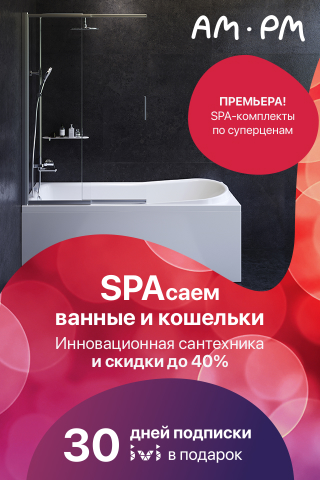 AM·PM
ПРЕМЬЕРА!
SPA-комплекты
по суперценам
SPAсаем
ванные и кошельки
Инновационная сантехника
и скидки до 40%
30 дней подписки
ivi в подарок